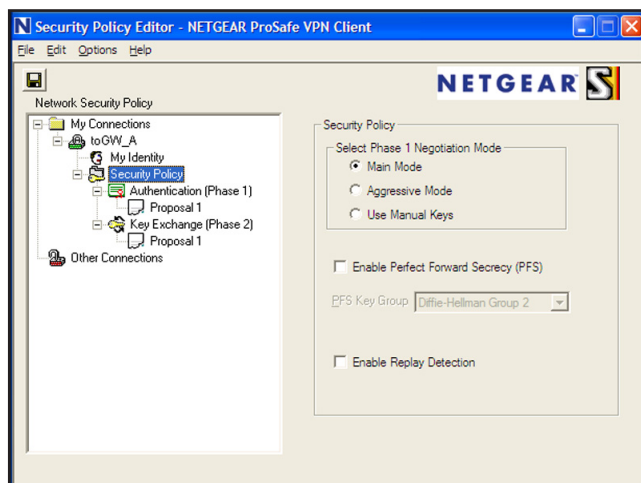 Security Policy Editor - NETGEAR ProSafe VPN Client
File Edit Options Help
NETGEAR
Network Security Policy
My Connections
toGW_A
My Identity
Security Policy
Authentication (Phase 1)
Proposal 1
Key Exchange (Phase 2)
Proposal 1
Other Connections
Security Policy
Select Phase 1 Negotiation Mode
Main Mode
Aggressive Mode
Use Manual Keys
Enable Perfect Forward Secrecy (PFS)
PFS Key Group Diffie-Hellman Group 2
Enable Replay Detection